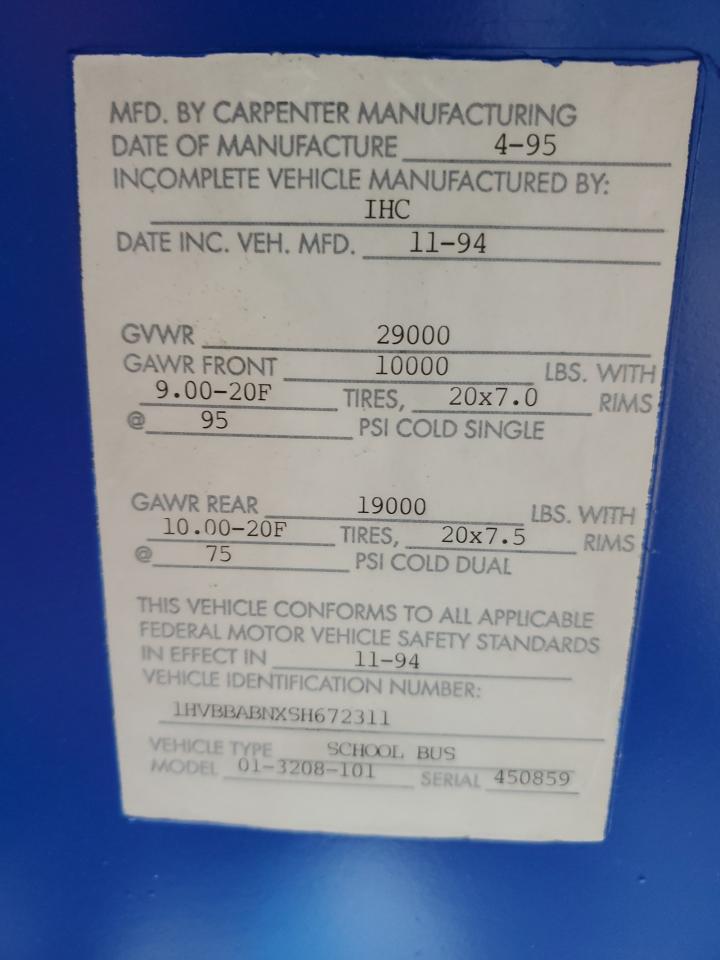 MFD. BY CARPENTER MANUFACTURING
DATE OF MANUFACTURE 4-95
INCOMPLETE VEHICLE MANUFACTURED BY:
IHC
DATE INC. VEH. MFD. 11-94
GVWR 29000
GAWR FRONT 10000 LBS. WITH
9.00-20F TIRES, 20x7.0 RIMS
@ 95 PSI COLD SINGLE
GAWR REAR 19000 LBS. WITH
10.00-20F TIRES, 20x7.5 RIMS
@ 75 PSI COLD DUAL
THIS VEHICLE CONFORMS TO ALL APPLICABLE
FEDERAL MOTOR VEHICLE SAFETY STANDARDS
IN EFFECT IN 11-94
VEHICLE IDENTIFICATION NUMBER:
1HVBBABNXSH672311
VEHICLE TYPE SCHOOL BUS
MODEL 01-3208-101 SERIAL 450859